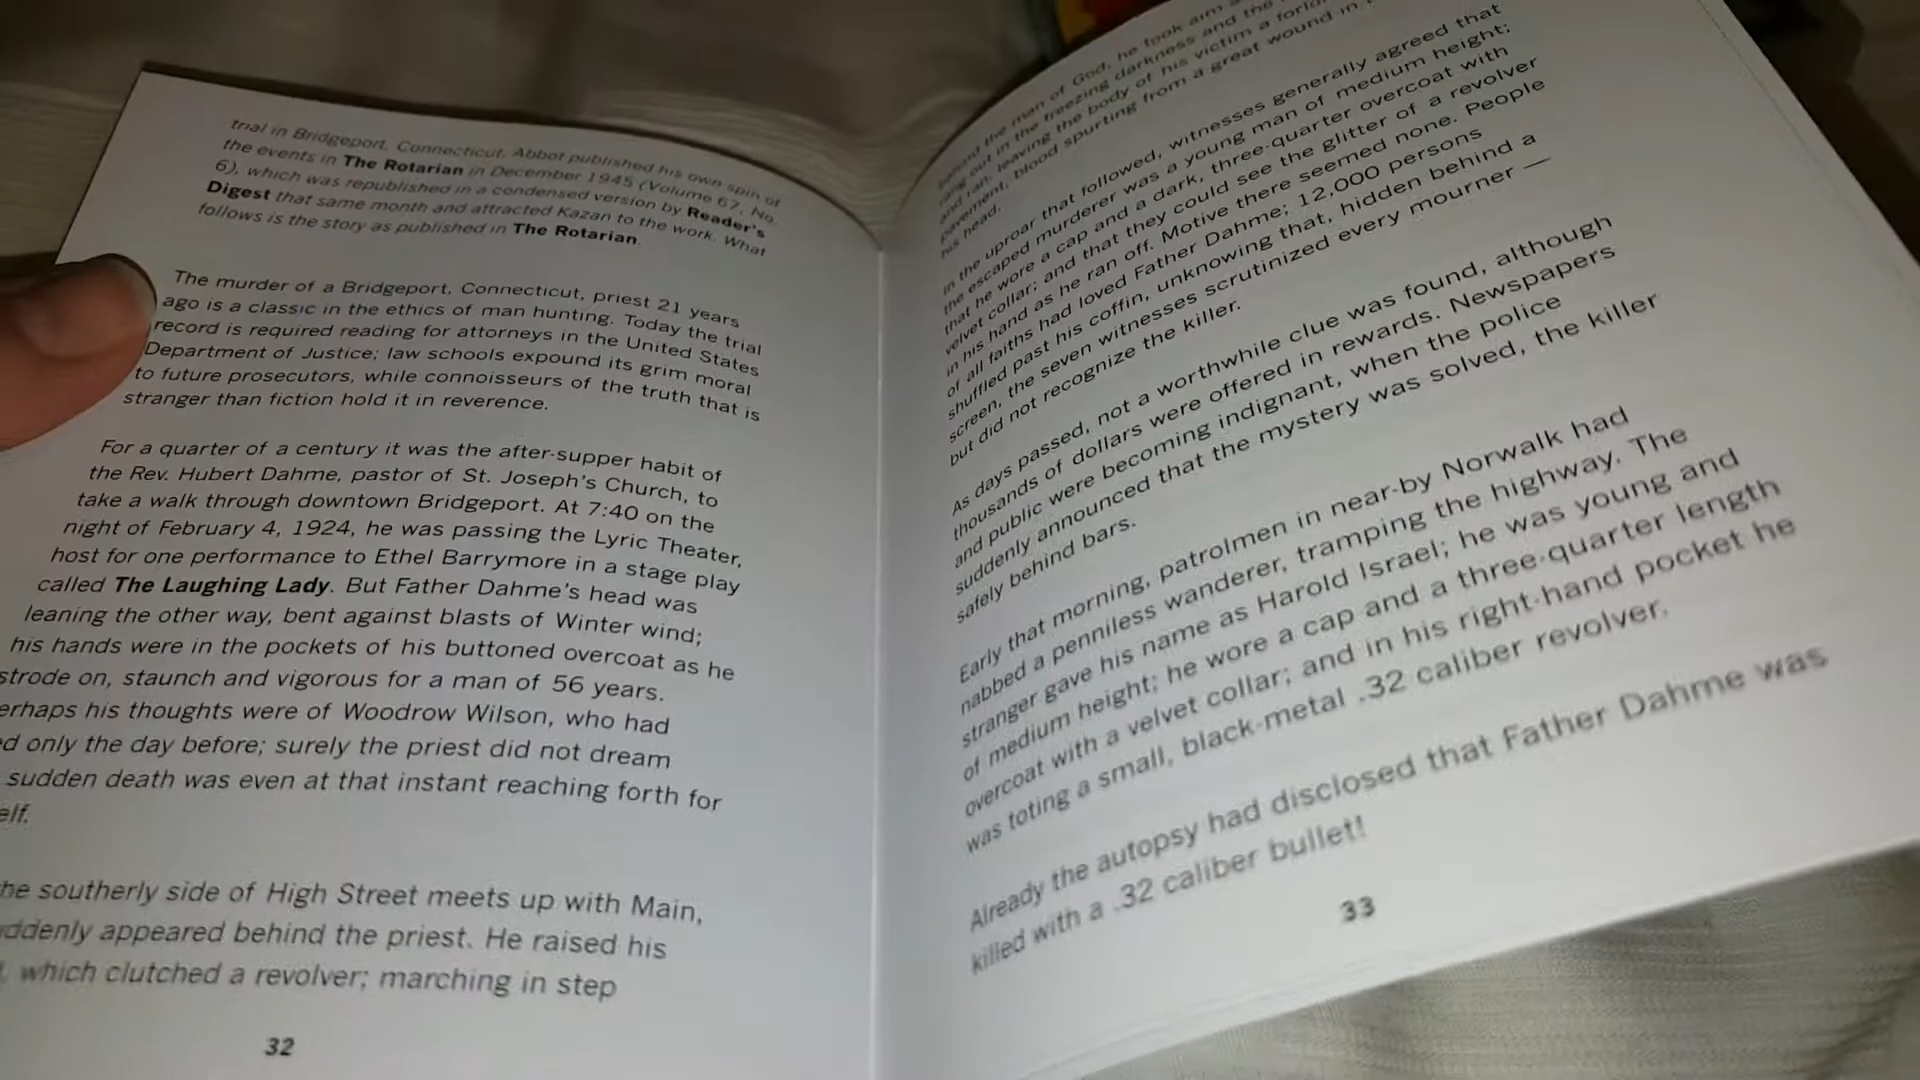 trial in Bridgeport, Connecticut. Abbot published his own spin of
the events in The Rotarian in December 1945 (Volume 67, No.
6), which was republished in a condensed version by Reader's
Digest that same month and attracted Kazan to the work. What
follows is the story as published in The Rotarian.
The murder of a Bridgeport, Connecticut, priest 21 years
ago is a classic in the ethics of man hunting. Today the trial
record is required reading for attorneys in the United States
Department of Justice; law schools expound its grim moral
to future prosecutors, while connoisseurs of the truth that is
stranger than fiction hold it in reverence.
For a quarter of a century it was the after-supper habit of
the Rev. Hubert Dahme, pastor of St. Joseph's Church, to
take a walk through downtown Bridgeport. At 7:40 on the
night of February 4, 1924, he was passing the Lyric Theater,
host for one performance to Ethel Barrymore in a stage play
called The Laughing Lady. But Father Dahme's head was
leaning the other way, bent against blasts of Winter wind;
his hands were in the pockets of his buttoned overcoat as he
strode on, staunch and vigorous for a man of 56 years.
erhaps his thoughts were of Woodrow Wilson, who had
ed only the day before; surely the priest did not dream
sudden death was even at that instant reaching forth for
elf.
he southerly side of High Street meets up with Main,
uddenly appeared behind the priest. He raised his
which clutched a revolver; marching in step
32
the man of God, he took aim
out in the freezing darkness and the
and ran, leaving the body of his victim a
pavement, blood spurting from a great wound in
his head.
In the uproar that followed, witnesses generally agreed that
the escaped murderer was a young man of medium height;
that he wore a cap and a dark, three-quarter overcoat with
velvet collar; and that they could see the glitter of a revolver
in his hand as he ran off. Motive there seemed none. People
of all faiths had loved Father Dahme; 12,000 persons
shuffled past his coffin, unknowing that, hidden behind a
screen, the seven witnesses scrutinized every mourner —
but did not recognize the killer.
As days passed, not a worthwhile clue was found, although
thousands of dollars were offered in rewards. Newspapers
and public were becoming indignant, when the police
suddenly announced that the mystery was solved, the killer
safely behind bars.
Early that morning, patrolmen in near-by Norwalk had
nabbed a penniless wanderer, tramping the highway. The
stranger gave his name as Harold Israel; he was young and
of medium height; he wore a cap and a three-quarter length
overcoat with a velvet collar; and in his right-hand pocket he
was toting a small, black-metal .32 caliber revolver.
Already the autopsy had disclosed that Father Dahme was
killed with a .32 caliber bullet!
33